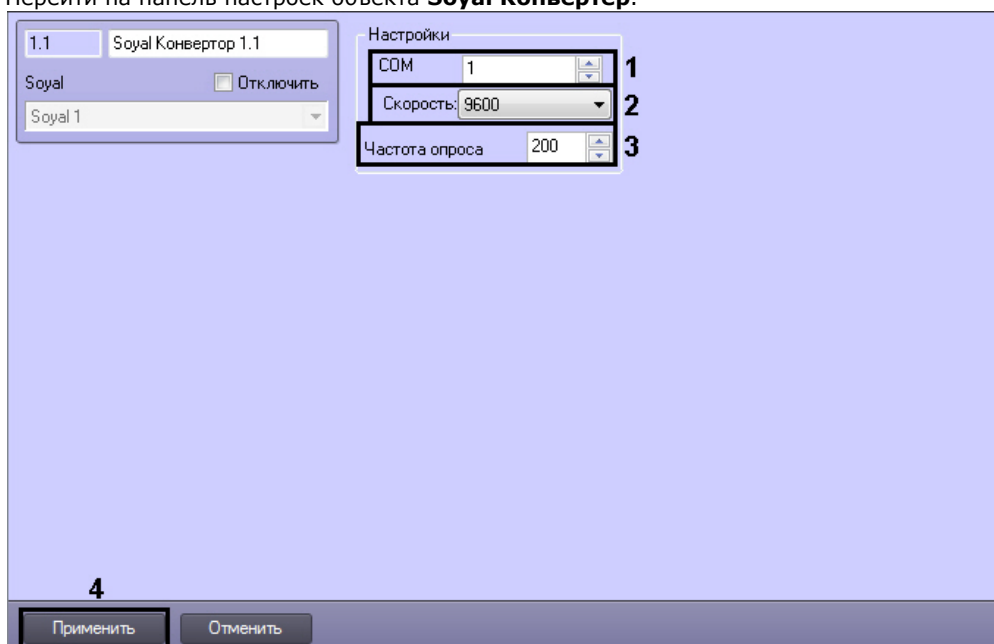 Перейти на панель настроек объекта Soyal Конвертер.
1.1 Soyal Конвертор 1.1
Soyal Отключить
Soyal 1
Настройки
COM 1 1
Скорость: 9600 2
Частота опроса 200 3
4
Применить Отменить